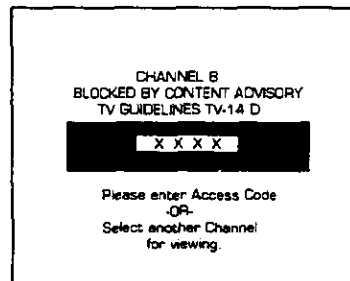 CHANNEL 8
BLOCKED BY CONTENT ADVISORY
TV GUIDELINES TV-14 D
X X X X
Please enter Access Code
-OR-
Select another Channel
for viewing.